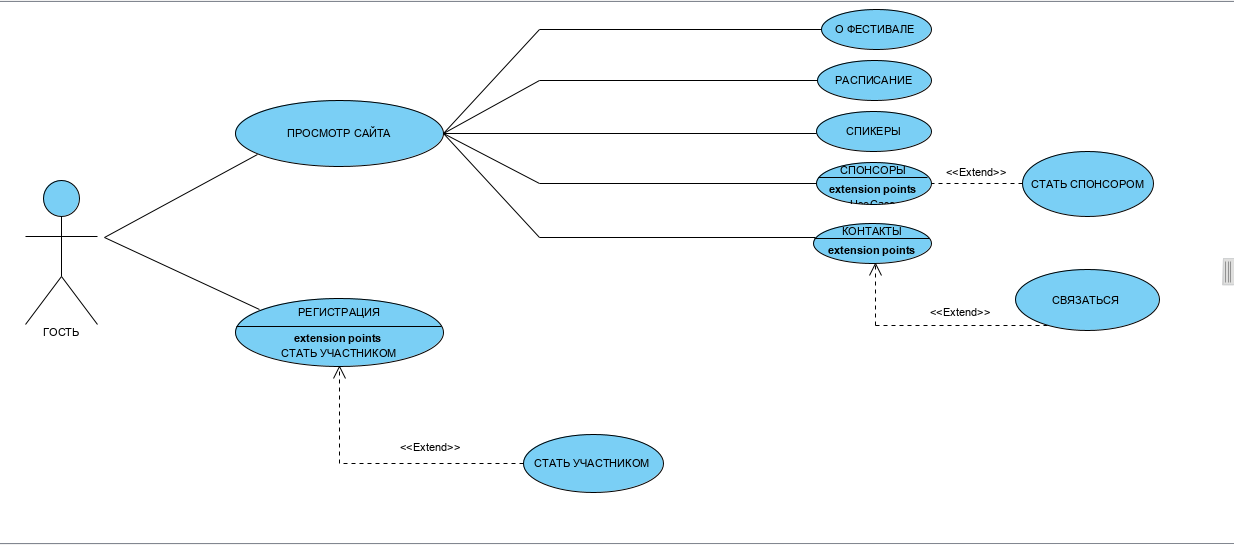 О ФЕСТИВАЛЕ
РАСПИСАНИЕ
ПРОСМОТР САЙТА
СПИКЕРЫ
СПОНСОРЫ
extension points
<<Extend>>
СТАТЬ СПОНСОРОМ
КОНТАКТЫ
extension points
СВЯЗАТЬСЯ
<<Extend>>
ГОСТЬ
РЕГИСТРАЦИЯ
extension points
СТАТЬ УЧАСТНИКОМ
<<Extend>>
СТАТЬ УЧАСТНИКОМ